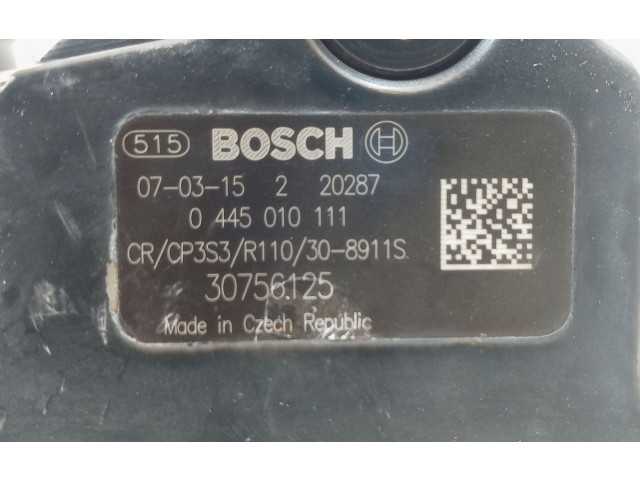 515 BOSCH
07-03-15 2 20287
0 445 010 111
CR/CP3S3/R110/30-8911S
30756125
Made in Czech Republic